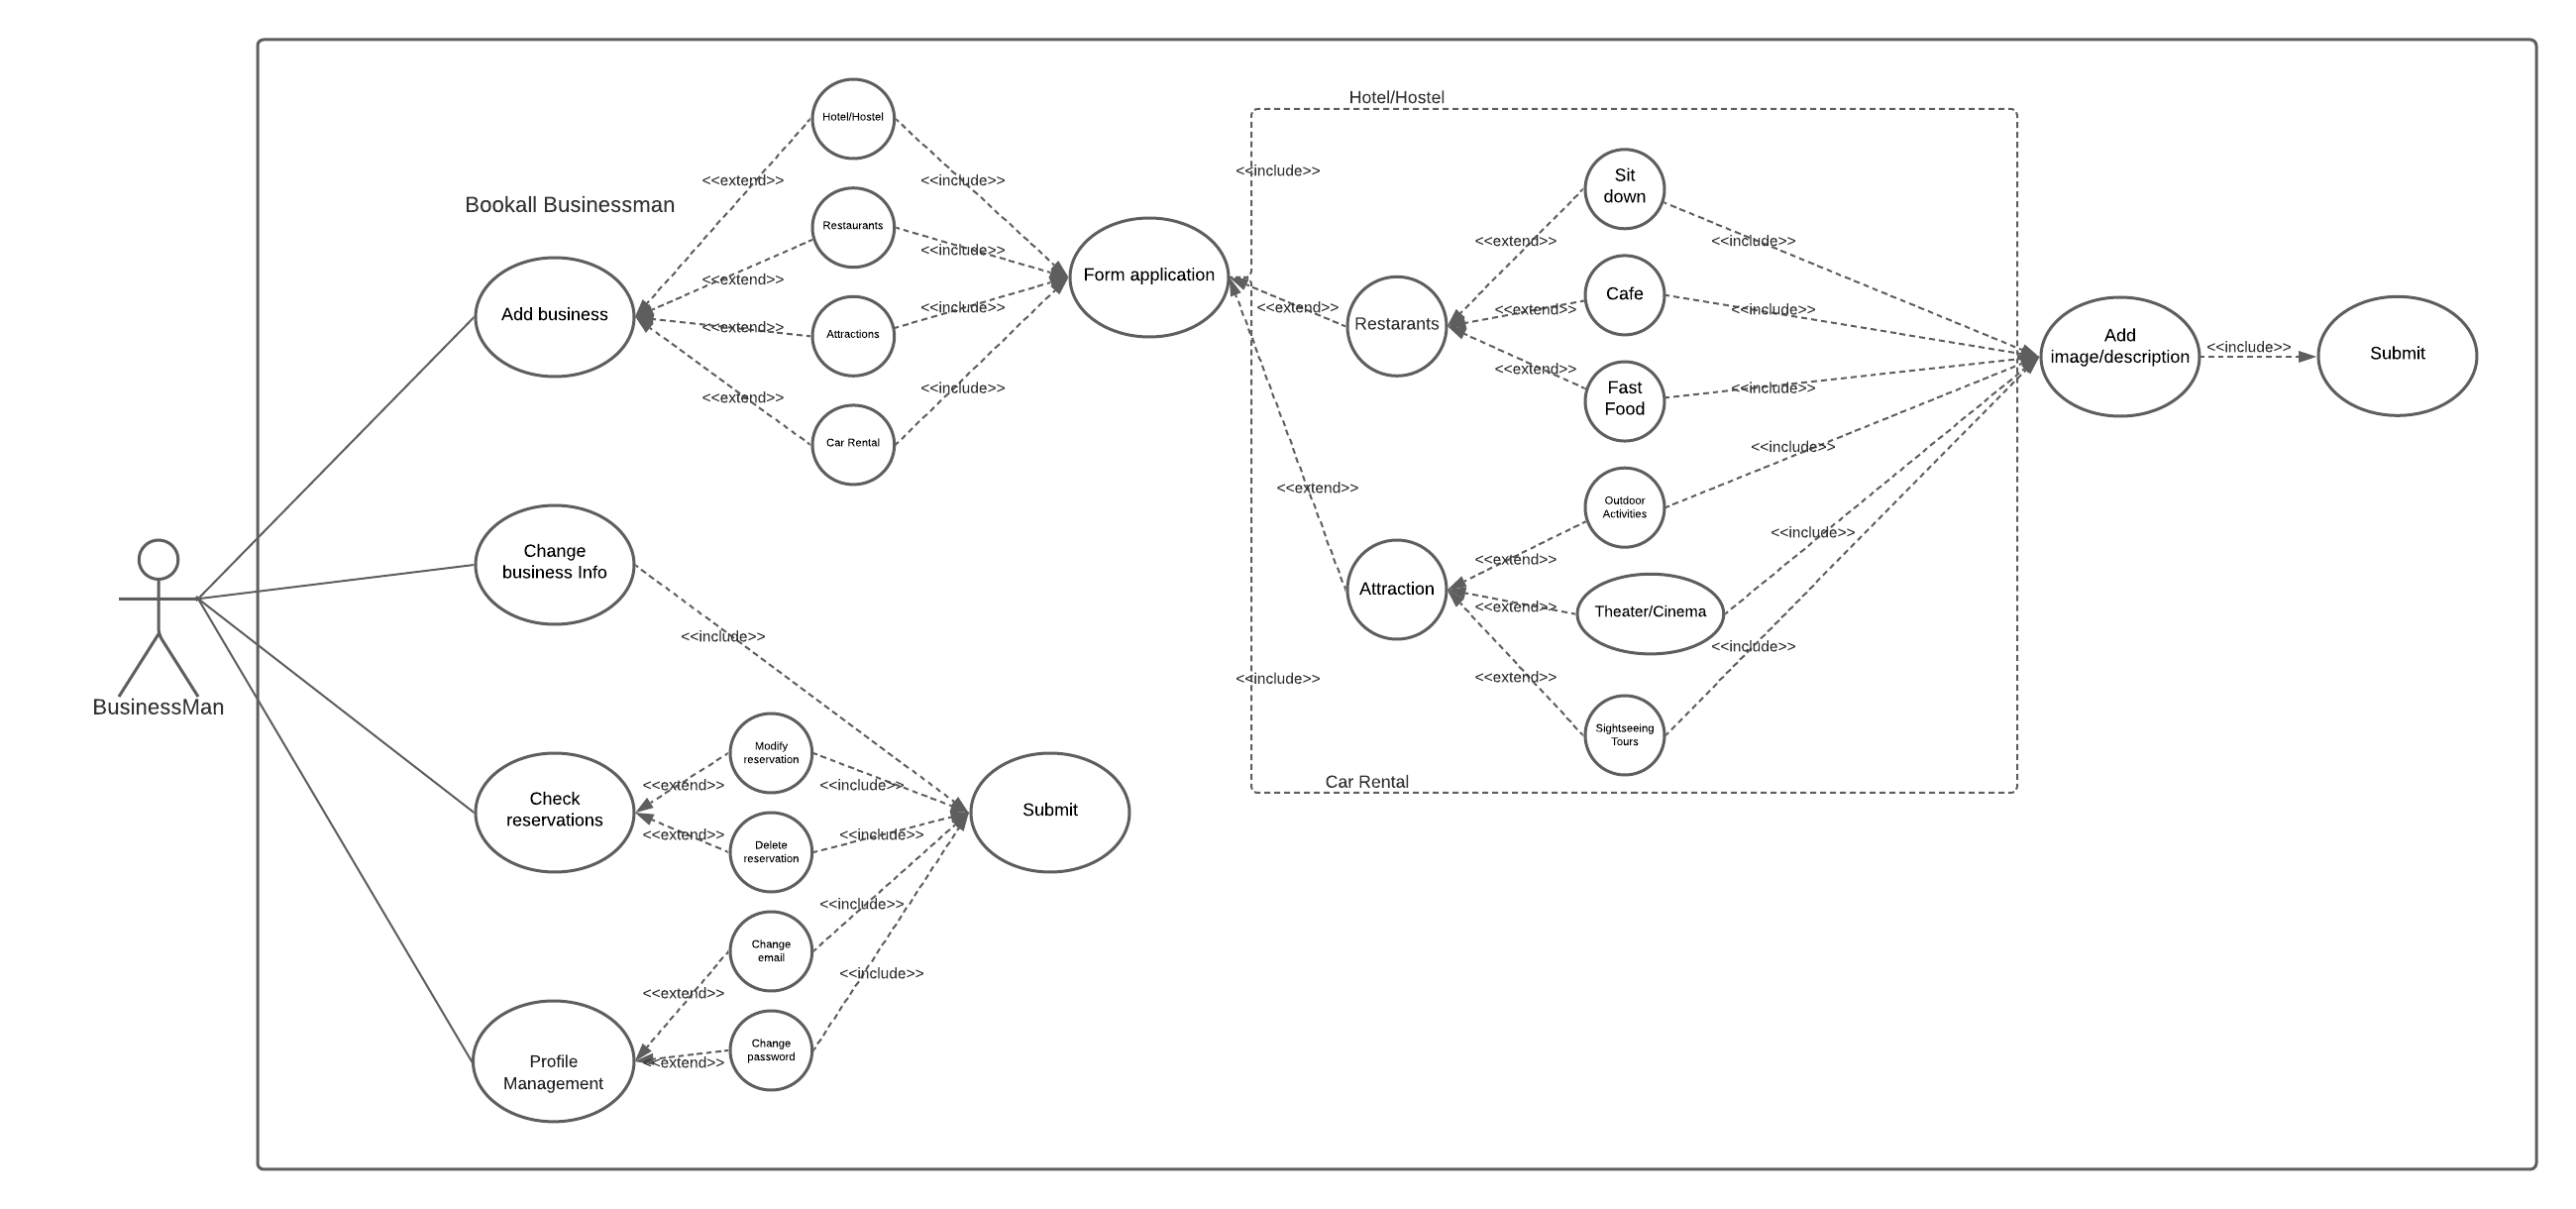 Hotel/Hostel
Hotel/Hostel
<<include>>
Sit
down
<<extend>>
<<include>>
Bookall Businessman
Restaurants
<<extend>>
<<include>>
<<include>>
Form application
<<extend>>
<<include>>
Cafe
<<extend>>
<<include>>
<<extend>>
<<include>>
Add business
<<extend>>
Attractions
Restarants
Add
image/description
<<include>>
Submit
<<extend>>
Fast
Food
<<include>>
<<extend>>
<<include>>
Car Rental
<<include>>
<<extend>>
Outdoor
Activities
<<include>>
Change
business Info
<<extend>>
Attraction
<<extend>>
Theater/Cinema
<<include>>
<<include>>
<<include>>
<<extend>>
BusinessMan
Sightseeing
Tours
Modify
reservation
<<extend>>
<<include>>
Car Rental
Check
reservations
Submit
<<extend>>
<<include>>
Delete
reservation
<<include>>
Change
email
<<include>>
<<extend>>
Change
password
<<extend>>
Profile
Management